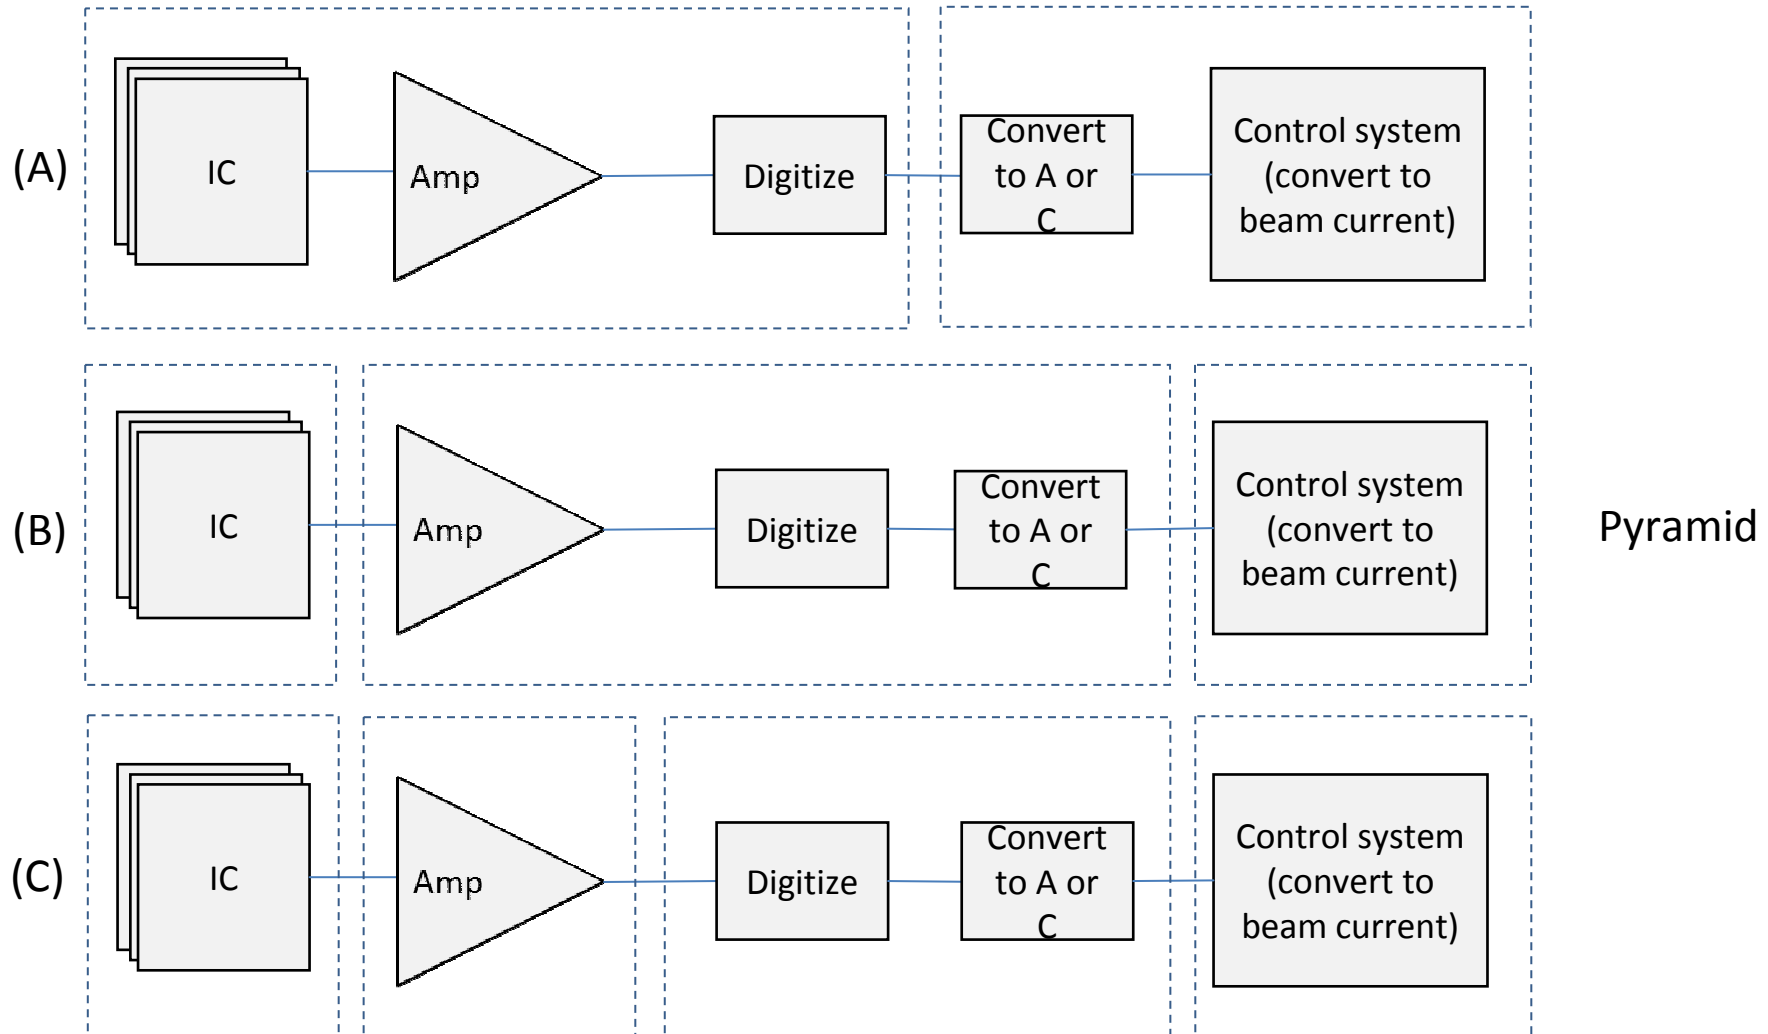 (A)
IC
Amp
Digitize
Convert
to A or
C
Control system
(convert to
beam current)
(B)
IC
Amp
Digitize
Convert
to A or
C
Control system
(convert to
beam current)
Pyramid
(C)
IC
Amp
Digitize
Convert
to A or
C
Control system
(convert to
beam current)